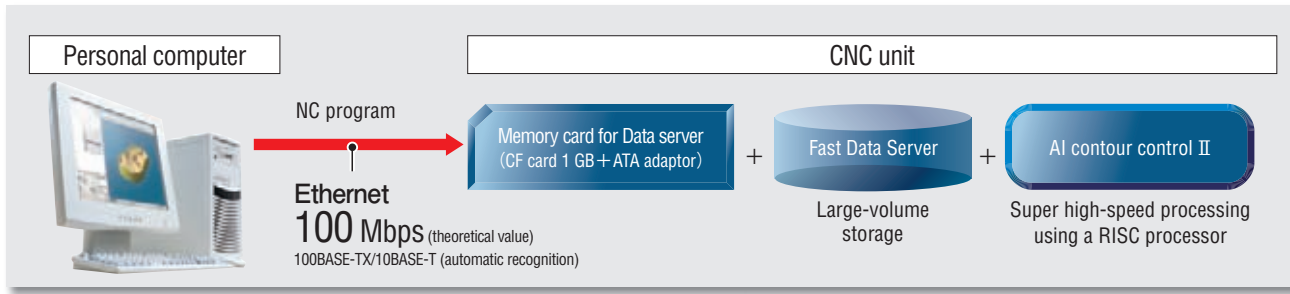 Personal computer
CNC unit
NC program
Ethernet
100 Mbps (theoretical value)
100BASE-TX/10BASE-T (automatic recognition)
Memory card for Data server
(CF card 1 GB+ATA adaptor)
+
Fast Data Server
Large-volume
storage
+
AI contour control Ⅱ
Super high-speed processing
using a RISC processor